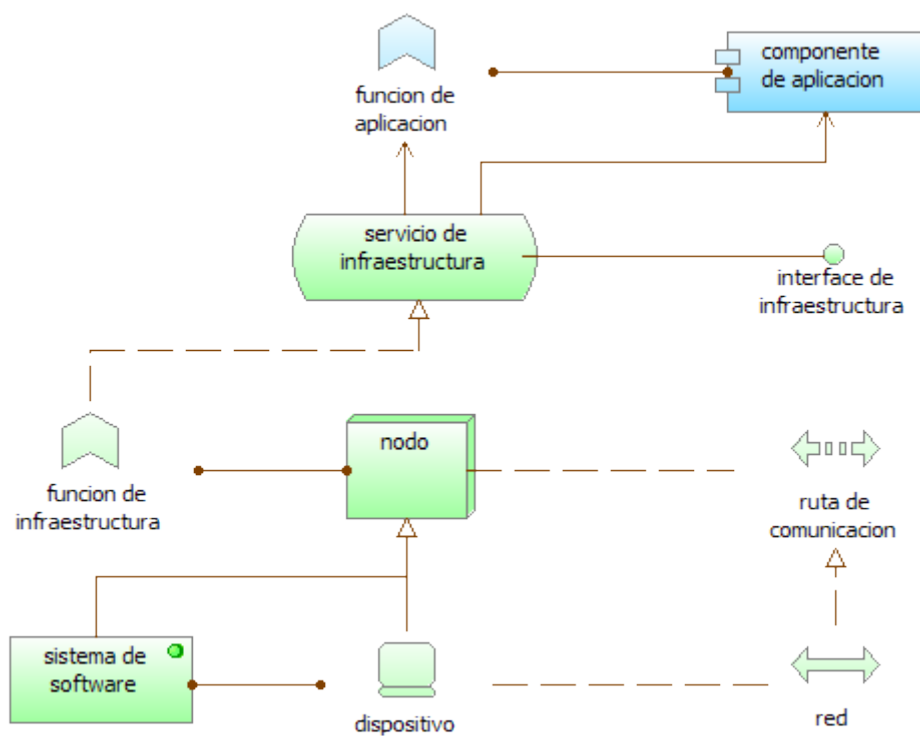 componente
de aplicacion
funcion de
aplicacion
servicio de
infraestructura
interface de
infraestructura
nodo
funcion de
infraestructura
ruta de
comunicacion
sistema de
software
dispositivo
red